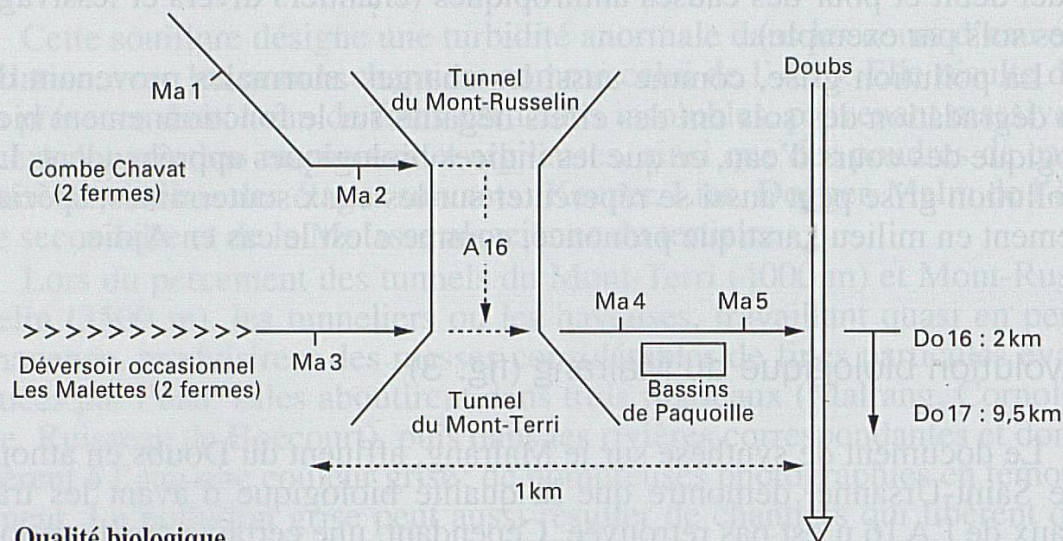 Ma 1
Tunnel
du Mont-Russelin
Doubs
Combe Chavat
(2 fermes)
Ma 2
A 16
Ma 4
Ma 5
Déversoir occasionnel
Les Malettes (2 fermes)
Ma 3
Bassins
de Paquoille
Do 16 : 2 km
Do 17 : 9,5 km
Tunnel
du Mont-Terri
1 km
Qualité biologique